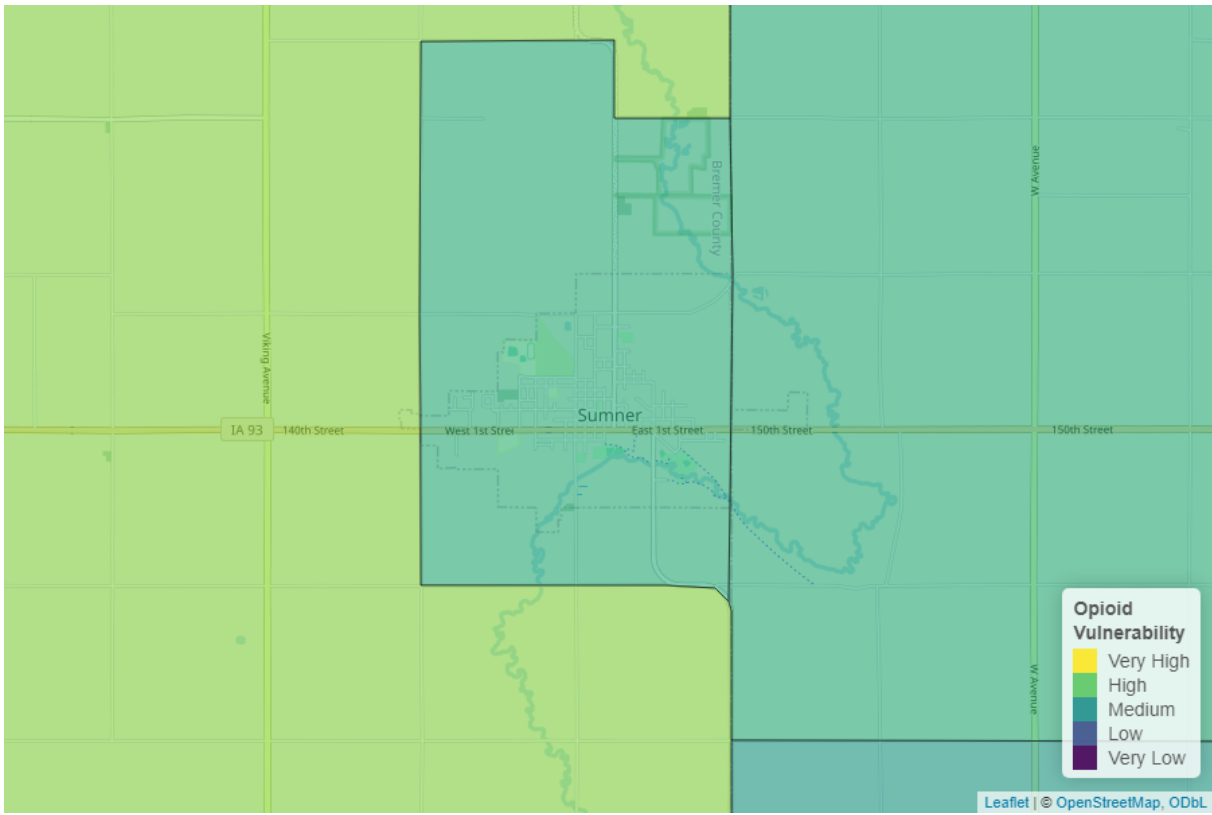 W Avenue
Bremer County
Viking Avenue
Sumner
IA 93
140th Street
West 1st Stre
East 1st Street
150th Street
150th Street
W Avenue
Opioid
Vulnerability
Very High
High
Medium
Low
Very Low
Leaflet | © OpenStreetMap, ODbL